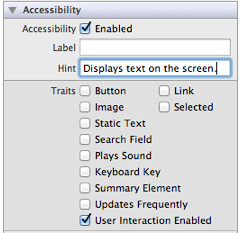 Accessibility
Accessibility Enabled
Label
Hint Displays text on the screen.
Traits Button Link
Image Selected
Static Text
Search Field
Plays Sound
Keyboard Key
Summary Element
Updates Frequently
User Interaction Enabled